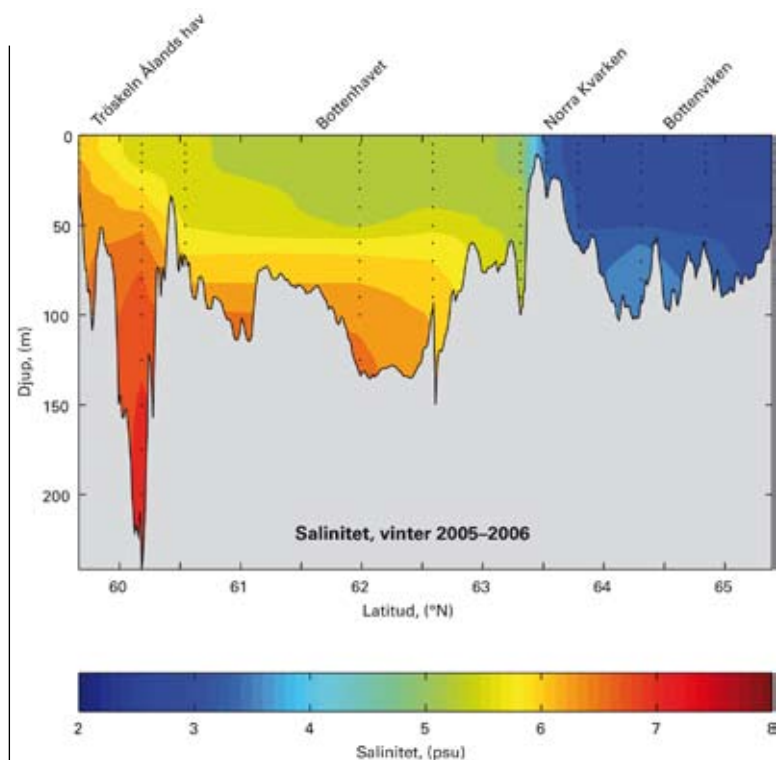 Tröskeln Ålands hav
Bottenhavet
Norra Kvarken
Bottenviken
0
50
100
150
200
Djup, (m)
Salinitet, vinter 2005–2006
60 61 62 63 64 65
Latitud, (°N)
2 3 4 5 6 7 8
Salinitet, (psu)